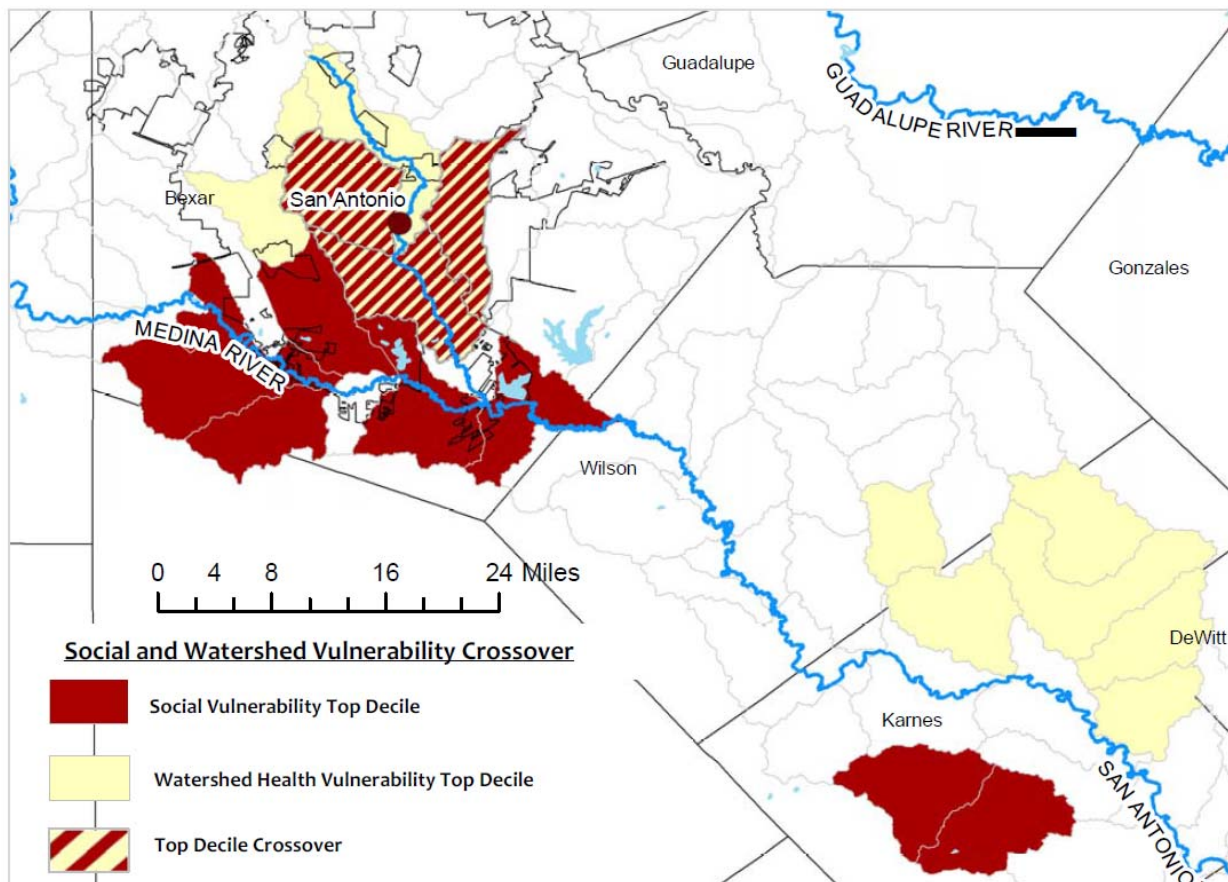 Guadalupe
GUADALUPE RIVER
Bexar
San Antonio
Gonzales
MEDINA RIVER
Wilson
0 4 8 16 24 Miles
DeWitt
Social and Watershed Vulnerability Crossover
Social Vulnerability Top Decile
Karnes
Watershed Health Vulnerability Top Decile
SAN ANTONIO
Top Decile Crossover